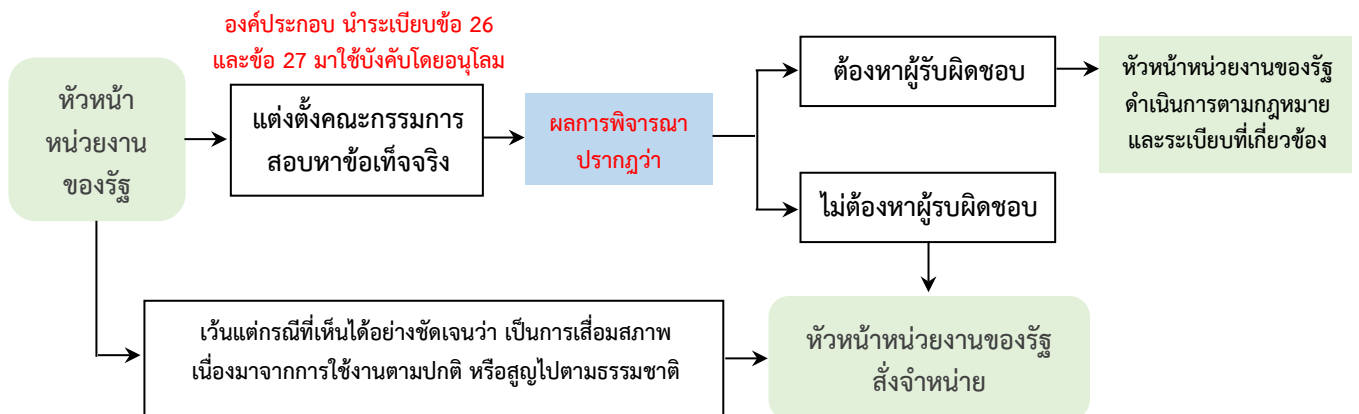 องค์ประกอบ นำระเบียบข้อ 26
และข้อ 27 มาใช้บังคับโดยอนุโลม
หัวหน้า
หน่วยงาน
ของรัฐ
แต่งตั้งคณะกรรมการ
สอบหาข้อเท็จจริง
ผลการพิจารณา
ปรากฏว่า
ต้องหาผู้รับผิดชอบ
หัวหน้าหน่วยงานของรัฐ
ดำเนินการตามกฎหมาย
และระเบียบที่เกี่ยวข้อง
ไม่ต้องหาผู้รบผิดชอบ
เว้นแต่กรณีที่เห็นได้อย่างชัดเจนว่า เป็นการเสื่อมสภาพ
เนื่องมาจากการใช้งานตามปกติ หรือสูญไปตามธรรมชาติ
หัวหน้าหน่วยงานของรัฐ
สั่งจำหน่าย